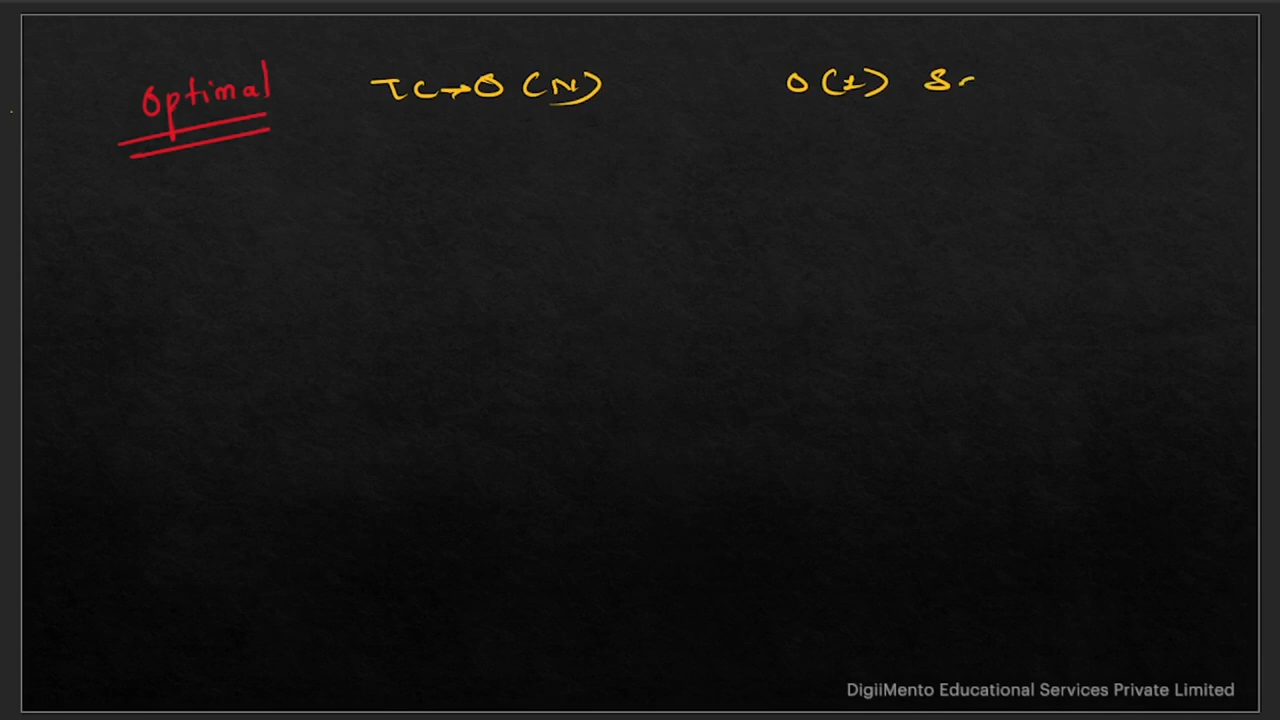 Optimal TC→O (N) O(1)
DigiiMento Educational Services Private Limited